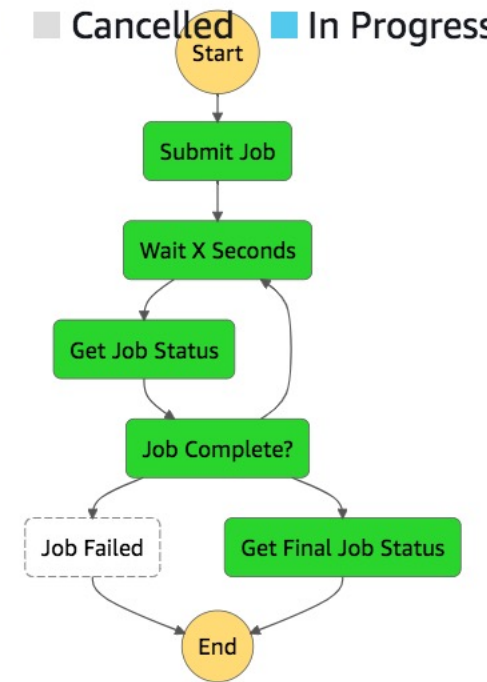 Cancelled In Progress
Start
Submit Job
Wait X Seconds
Get Job Status
Job Complete?
Job Failed Get Final Job Status
End